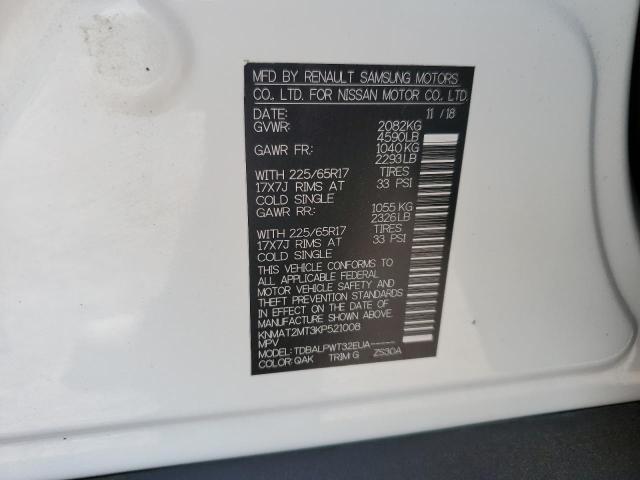 MFD BY RENAULT SAMSUNG MOTORS
CO., LTD. FOR NISSAN MOTOR CO., LTD.
DATE: 11 / 18
GVWR: 2082KG
4590LB
GAWR FR: 1040 KG
2293 LB
WITH 225/65R17 TIRES
17X7J RIMS AT 33 PSI
COLD SINGLE
GAWR RR: 1055 KG
2326 LB
WITH 225/65R17 TIRES
17X7J RIMS AT 33 PSI
COLD SINGLE
THIS VEHICLE CONFORMS TO
ALL APPLICABLE FEDERAL
MOTOR VEHICLE SAFETY AND
THEFT PREVENTION STANDARDS
IN EFFECT ON THE DATE OF
MANUFACTURE SHOWN ABOVE.
KNMAT2MT3KP521008
MPV
MODEL: TDBALPWT32EUA-----
COLOR: QAK TRIM G ZS30A